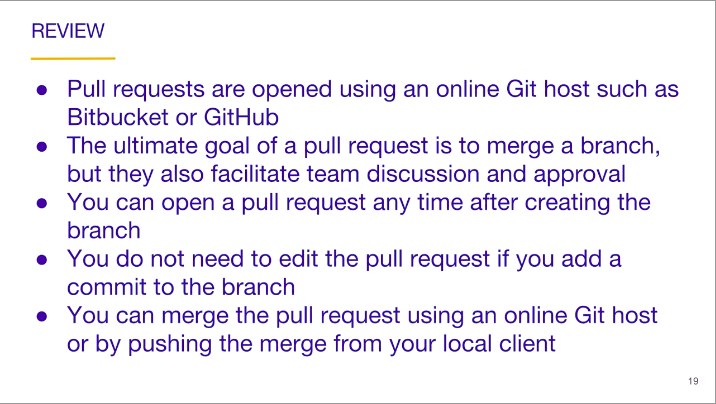 REVIEW
● Pull requests are opened using an online Git host such as
Bitbucket or GitHub
● The ultimate goal of a pull request is to merge a branch,
but they also facilitate team discussion and approval
● You can open a pull request any time after creating the
branch
● You do not need to edit the pull request if you add a
commit to the branch
● You can merge the pull request using an online Git host
or by pushing the merge from your local client
19